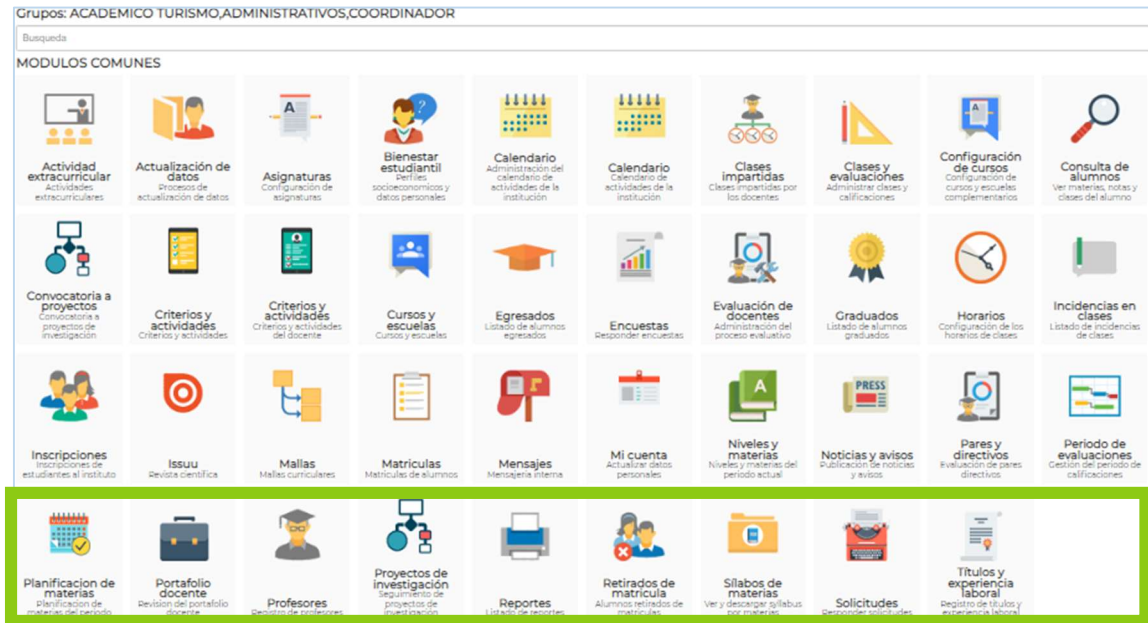 Grupos: ACADEMICO TURISMO,ADMINISTRATIVOS,COORDINADOR
Busqueda
MODULOS COMUNES
Actividad
extracurricular
Actividades
extracurriculares
Actualización de
datos
Procesos de
actualización de datos
Asignaturas
Configuración de
asignaturas
Bienestar
estudiantil
Perfiles
socioeconomicos y
datos personales
Calendario
Administración del
calendario de
actividades de la
institución
Calendario
Calendario de
actividades de la
institución
Clases
impartidas
Clases impartidas por
los docentes
Clases y
evaluaciones
Administrar clases y
calificaciones
Configuración
de cursos
Configuración de
cursos y escuelas
complementarios
Consulta de
alumnos
Ver materias, notas y
clases del alumno
Convocatoria a
proyectos
Convocatoria a
proyectos de
investigación
Criterios y
actividades
Criterios y actividades
Criterios y
actividades
Criterios y actividades
del docente
Cursos y
escuelas
Cursos y escuelas
Egresados
Listado de alumnos
egresados
Encuestas
Responder encuestas
Evaluación de
docentes
Administración del
proceso evaluativo
Graduados
Listado de alumnos
graduados
Horarios
Configuración de los
horarios de clases
Incidencias en
clases
Listado de incidencias
de clases
Inscripciones
Inscripciones de
estudiantes al instituto
Issuu
Revista científica
Mallas
Mallas curriculares
Matriculas
Matriculas de alumnos
Mensajes
Mensajeria interna
Mi cuenta
Actualizar datos
personales
A
Niveles y
materias
Niveles y materias del
periodo actual
PRESS
Noticias y avisos
Publicación de noticias
y avisos
Pares y
directivos
Evaluación de pares
directivos
Periodo de
evaluaciones
Gestión del periodo de
calificaciones
Planificacion de
materias
Planificacion de
materias del periodo
Portafolio
docente
Revision del portafolio
docente
Profesores
Registro de profesores
Proyectos de
investigación
Seguimiento de
proyectos de
investigación
Reportes
Listado de reportes
Retirados de
matricula
Alumnos retirados de
matriculas
Sílabos de
materias
Ver y descargar syllabus
por materias
Solicitudes
Responder solicitudes
Títulos y
experiencia
laboral
Registro de titulos y
experiencia laboral